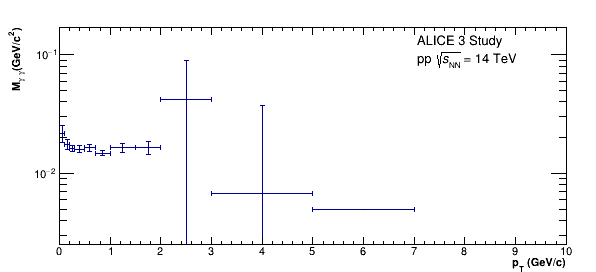 M_γγ(GeV/c²)
ALICE 3 Study
pp √s_NN = 14 TeV
10⁻¹
10⁻²
0 1 2 3 4 5 6 7 8 9 10
p_T (GeV/c)